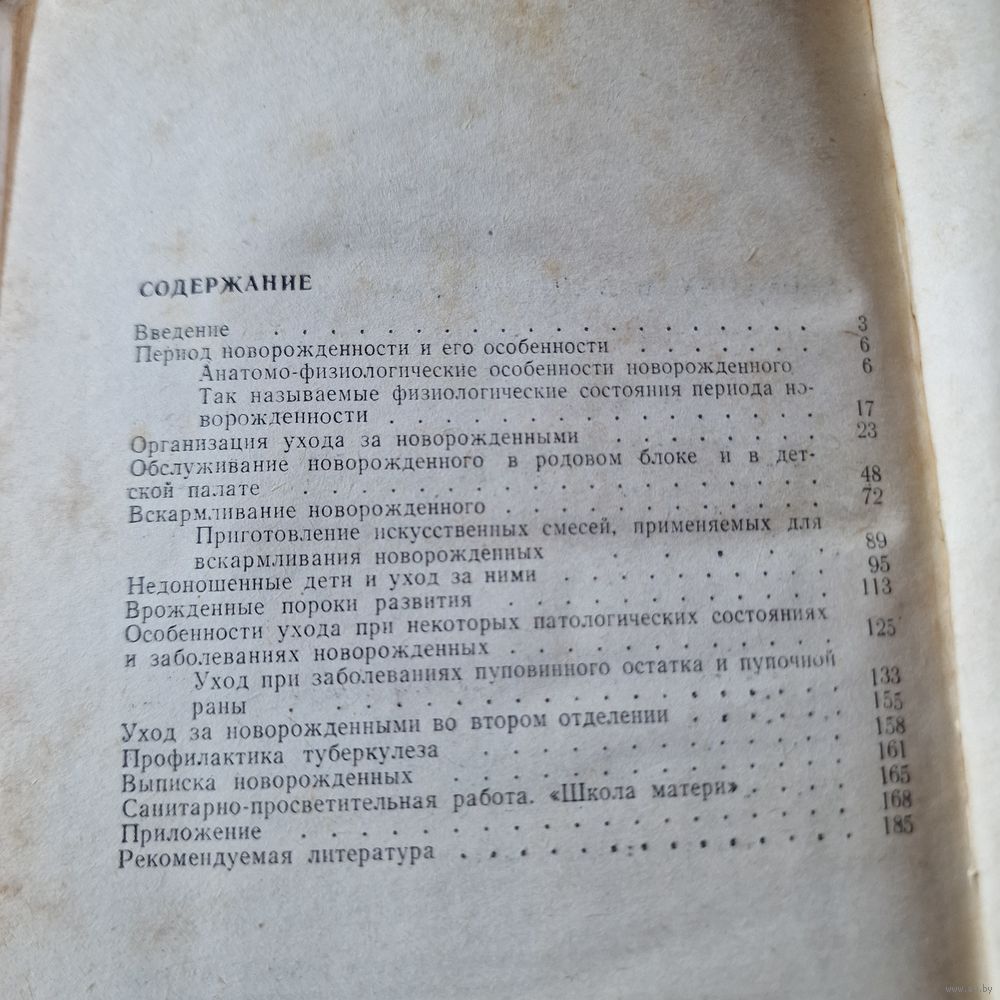 СОДЕРЖАНИЕ
Введение . . . . . . . . . . . . . . . . . . . . 3
Период новорожденности и его особенности . . . . . . . 6
Анатомо-физиологические особенности новорожденного 6
Так называемые физиологические состояния периода но-
ворожденности . . . . . . . . . . . . . . . 17
Организация ухода за новорожденными . . . . . . . . 23
Обслуживание новорожденного в родовом блоке и в дет-
ской палате . . . . . . . . . . . . . . . . . . 48
Вскармливание новорожденного . . . . . . . . . . . . 72
Приготовление искусственных смесей, применяемых для
вскармливания новорожденных . . . . . . . 89
Недоношенные дети и уход за ними . . . . . . . . . . 95
Врожденные пороки развития . . . . . . . . . . . . 113
Особенности ухода при некоторых патологических состояниях
и заболеваниях новорожденных . . . . . . . . . . . . 125
Уход при заболеваниях пуповинного остатка и пупочной
раны . . . . . . . . . . . . . . . . 133
Уход за новорожденными во втором отделении . . . . . . 155
Профилактика туберкулеза . . . . . . . . . . . . . 158
Выписка новорожденных . . . . . . . . . . . . . . 161
Санитарно-просветительная работа. «Школа матери» . . . . 165
Приложение . . . . . . . . . . . . . . . . . . . 168
Рекомендуемая литература . . . . . . . . . . . . . . 185